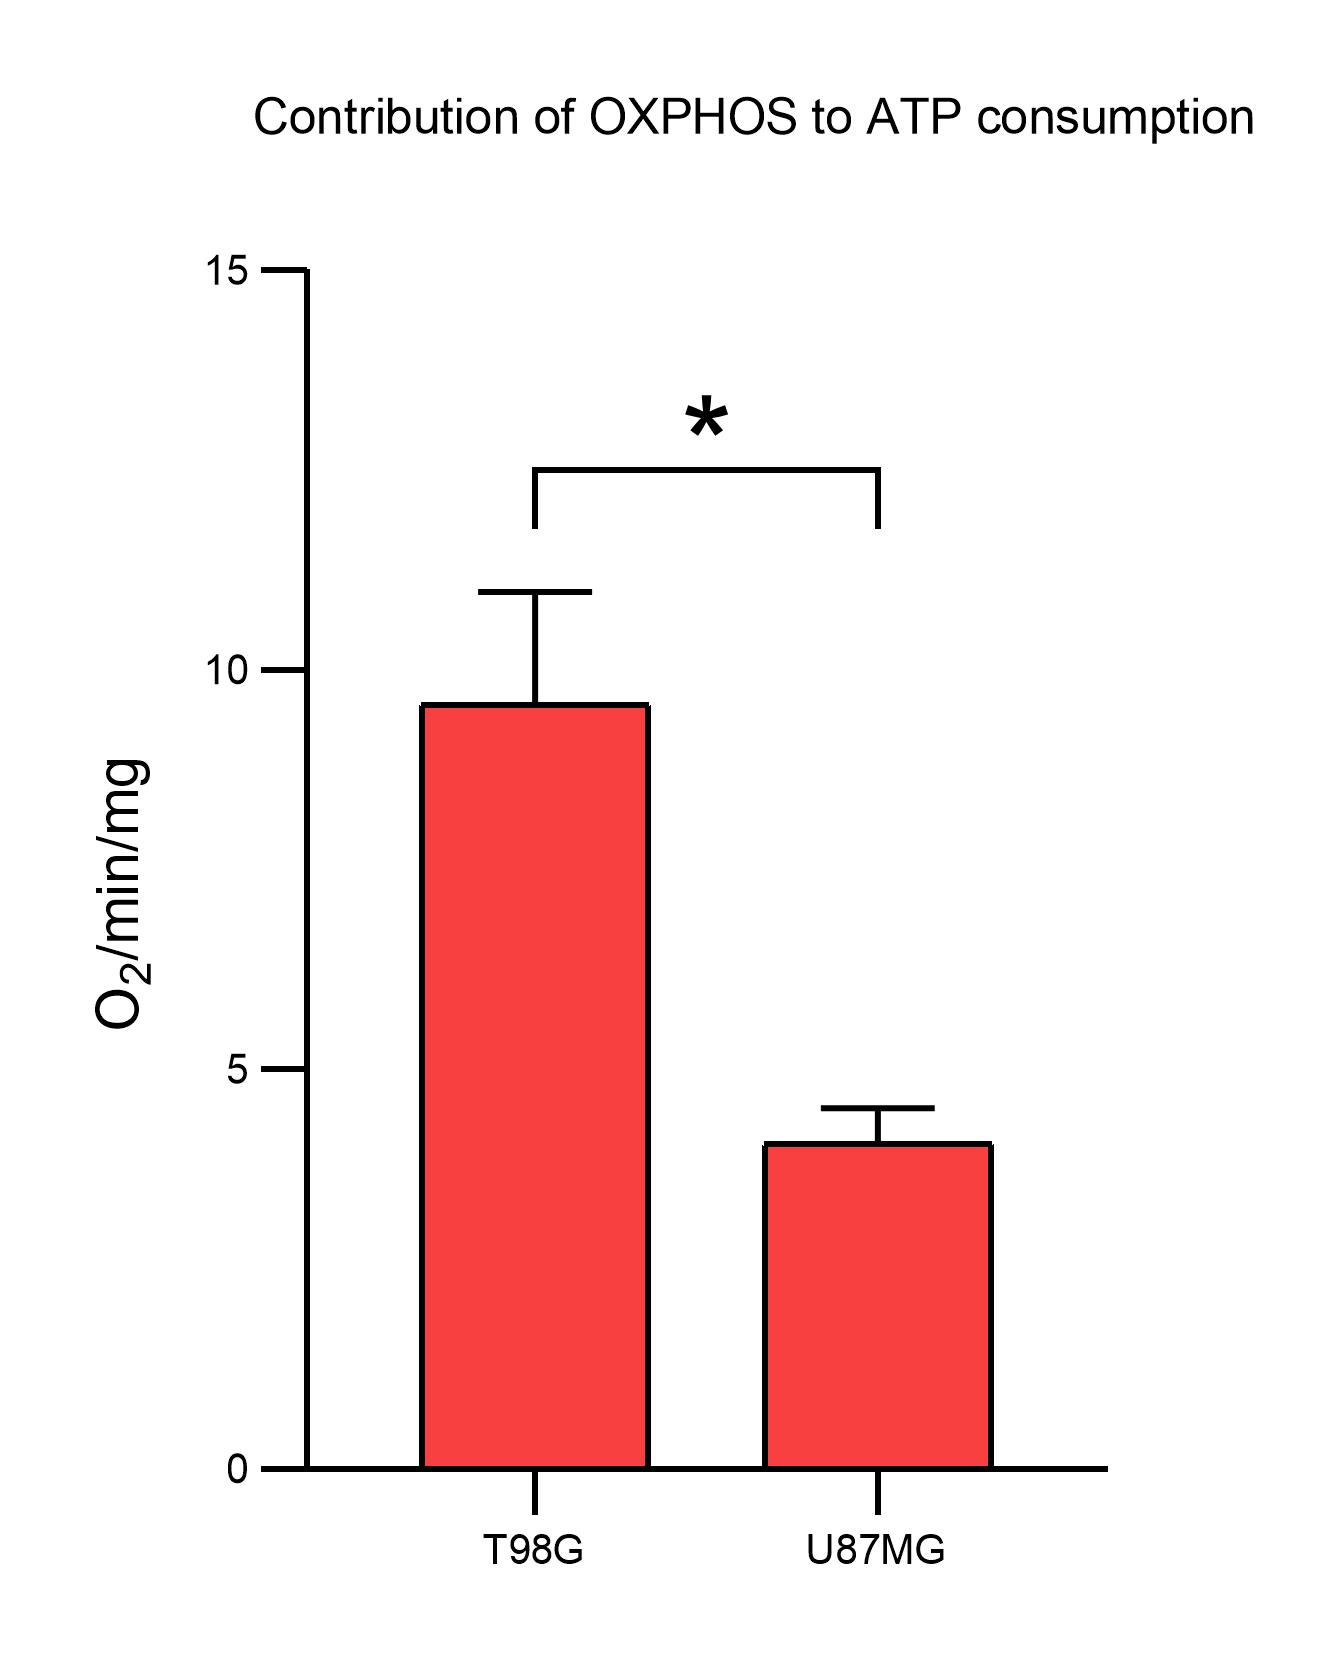 Contribution of OXPHOS to ATP consumption
15
*
10
5
0
O₂/min/mg
T98G
U87MG